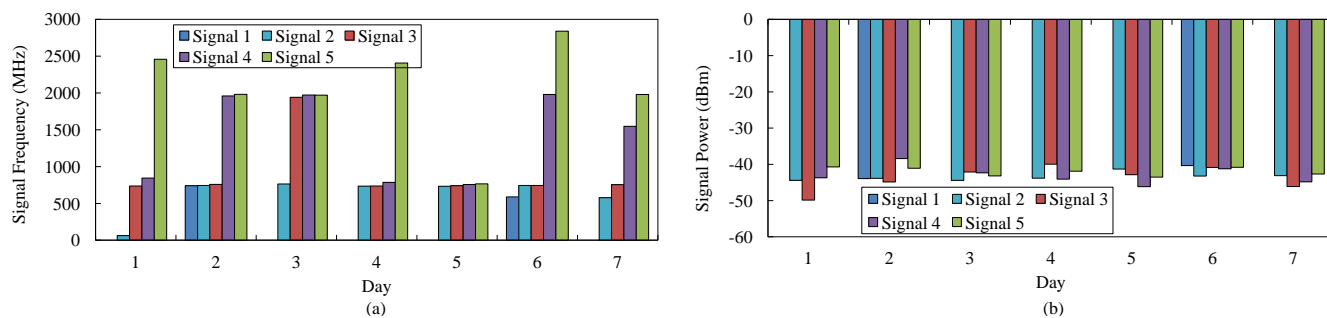 3000
2500
2000
1500
1000
500
0
Signal Frequency (MHz)
Signal 1 Signal 2 Signal 3
Signal 4 Signal 5
1 2 3 4 5 6 7
Day
(a)
0
-10
-20
-30
-40
-50
-60
Signal Power (dBm)
Signal 1 Signal 2 Signal 3
Signal 4 Signal 5
1 2 3 4 5 6 7
Day
(b)